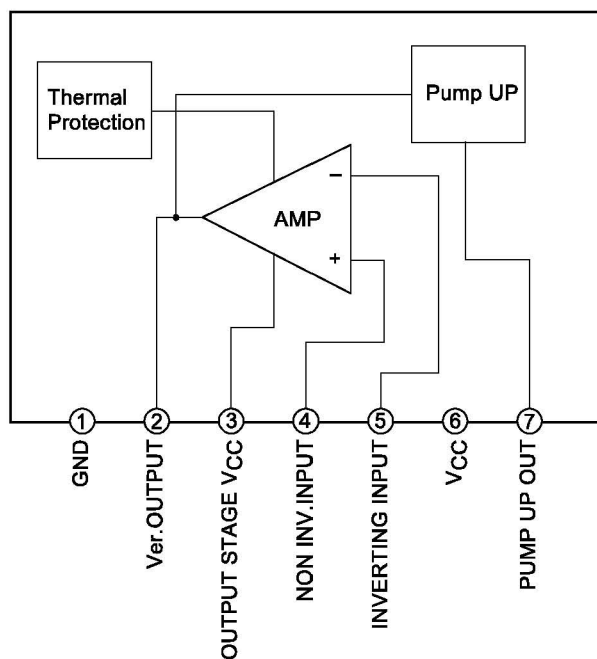 Thermal
Protection
Pump UP
−
AMP
+
1
2
3
4
5
6
7
GND
Ver.OUTPUT
OUTPUT STAGE VCC
NON INV.INPUT
INVERTING INPUT
VCC
PUMP UP OUT